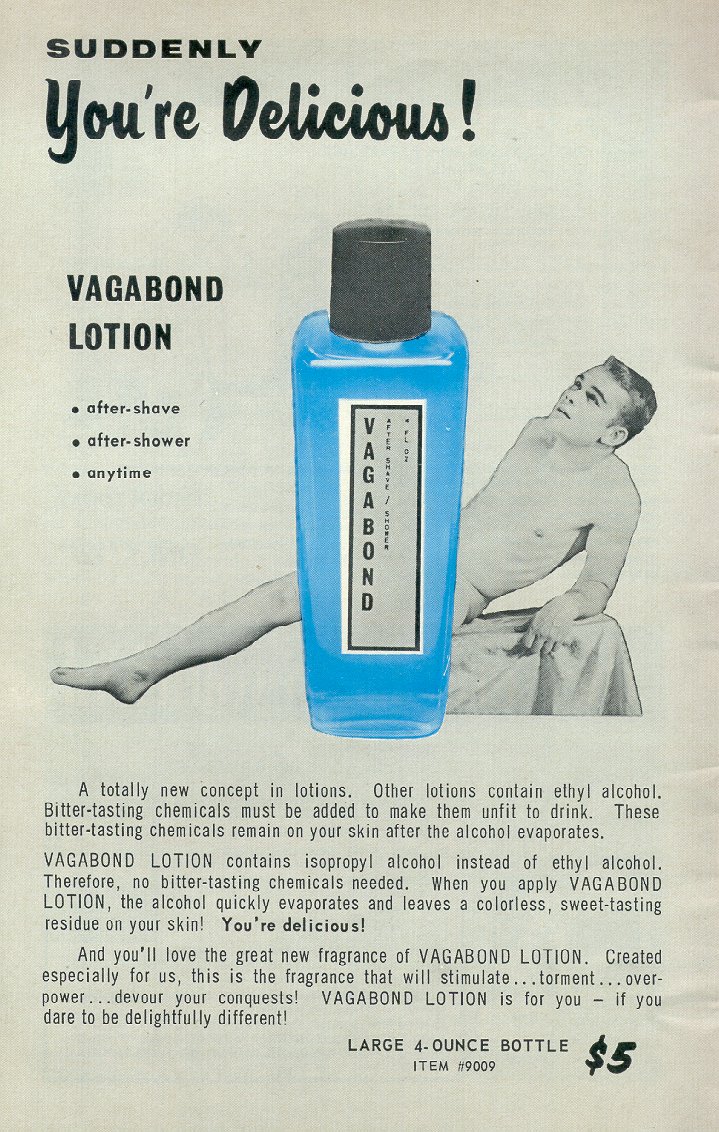 SUDDENLY
You're Delicious!
VAGABOND
LOTION
• after-shave
• after-shower
• anytime
VAGABOND
AFTER SHAVE / SHOWER
4 FL OZ
A totally new concept in lotions. Other lotions contain ethyl alcohol.
Bitter-tasting chemicals must be added to make them unfit to drink. These
bitter-tasting chemicals remain on your skin after the alcohol evaporates.
VAGABOND LOTION contains isopropyl alcohol instead of ethyl alcohol.
Therefore, no bitter-tasting chemicals needed. When you apply VAGABOND
LOTION, the alcohol quickly evaporates and leaves a colorless, sweet-tasting
residue on your skin! You're delicious!
And you'll love the great new fragrance of VAGABOND LOTION. Created
especially for us, this is the fragrance that will stimulate...torment...over-
power...devour your conquests! VAGABOND LOTION is for you – if you
dare to be delightfully different!
LARGE 4-OUNCE BOTTLE $5
ITEM #9009